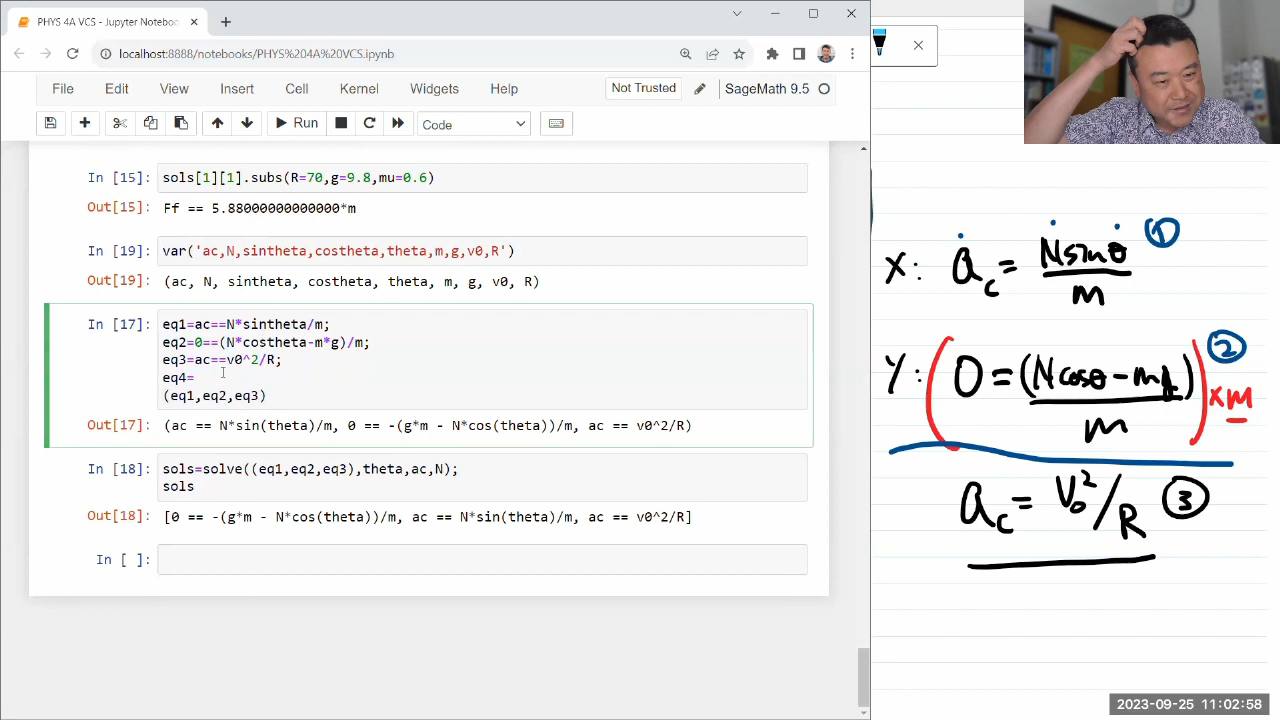 PHYS 4A VCS - Jupyter Notebook
localhost:8888/notebooks/PHYS%204A%20VCS.ipynb
File Edit View Insert Cell Kernel Widgets Help
Not Trusted
SageMath 9.5
Run
Code
In [15]: sols[1][1].subs(R=70,g=9.8,mu=0.6)
Out[15]: Ff == 5.88000000000000*m
In [19]: var('ac,N,sintheta,costheta,theta,m,g,v0,R')
Out[19]: (ac, N, sintheta, costheta, theta, m, g, v0, R)
In [17]: eq1=ac==N*sintheta/m;
eq2=0==(N*costheta-m*g)/m;
eq3=ac==v0^2/R;
eq4=
(eq1,eq2,eq3)
Out[17]: (ac == N*sin(theta)/m, 0 == -(g*m - N*cos(theta))/m, ac == v0^2/R)
In [18]: sols=solve((eq1,eq2,eq3),theta,ac,N);
sols
Out[18]: [0 == -(g*m - N*cos(theta))/m, ac == N*sin(theta)/m, ac == v0^2/R]
In [ ]:
X: a_c = Nsinθ/m ①
Y: (0 = (Ncosθ - mg)/m) × m ②
a_c = V₀²/R ③
2023-09-25 11:02:58